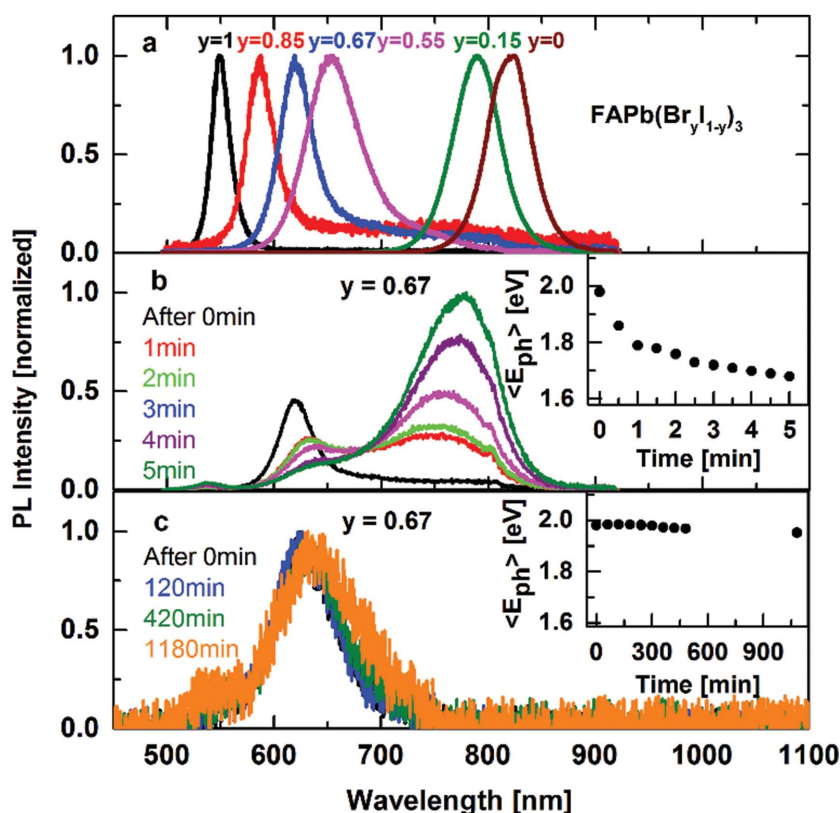 PL Intensity [normalized]
a
y=1 y=0.85 y=0.67 y=0.55 y=0.15 y=0
FAPb(BryI1-y)3
1.0
0.5
0.0
b
y = 0.67
After 0min
1min
2min
3min
4min
5min
1.0
0.5
0.0
<Eph> [eV]
2.0
1.8
1.6
0 1 2 3 4 5
Time [min]
c
y = 0.67
After 0min
120min
420min
1180min
1.0
0.5
0.0
<Eph> [eV]
2.0
1.8
1.6
0 300 600 900
Time [min]
500 600 700 800 900 1000 1100
Wavelength [nm]